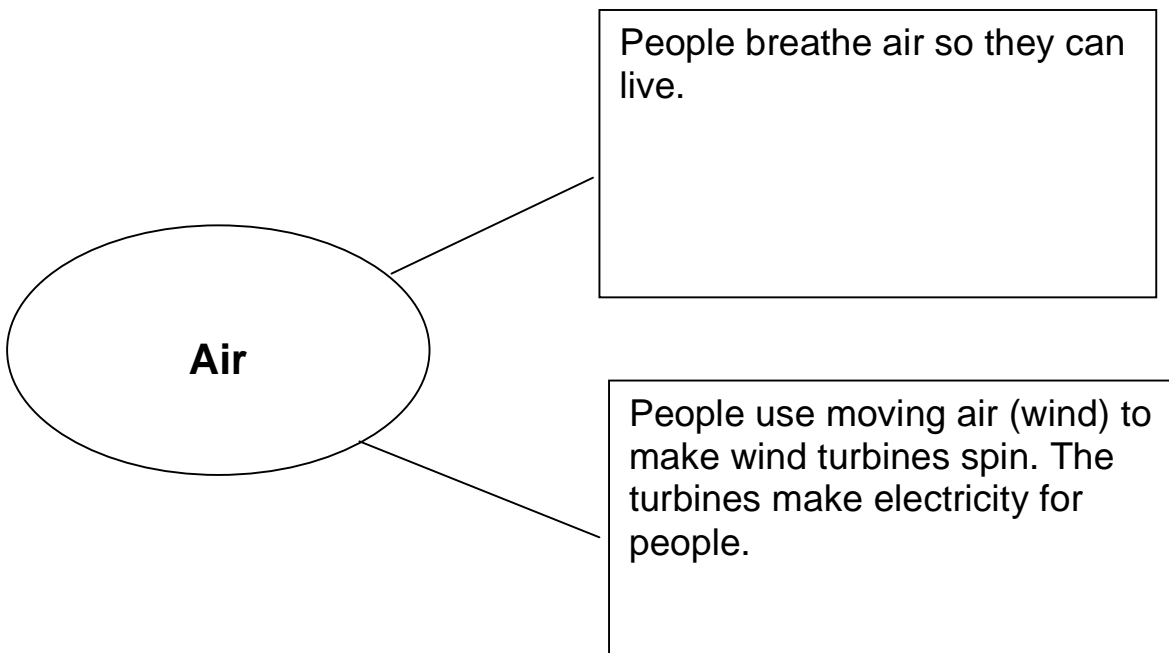 People breathe air so they can
live.
Air
People use moving air (wind) to
make wind turbines spin. The
turbines make electricity for
people.